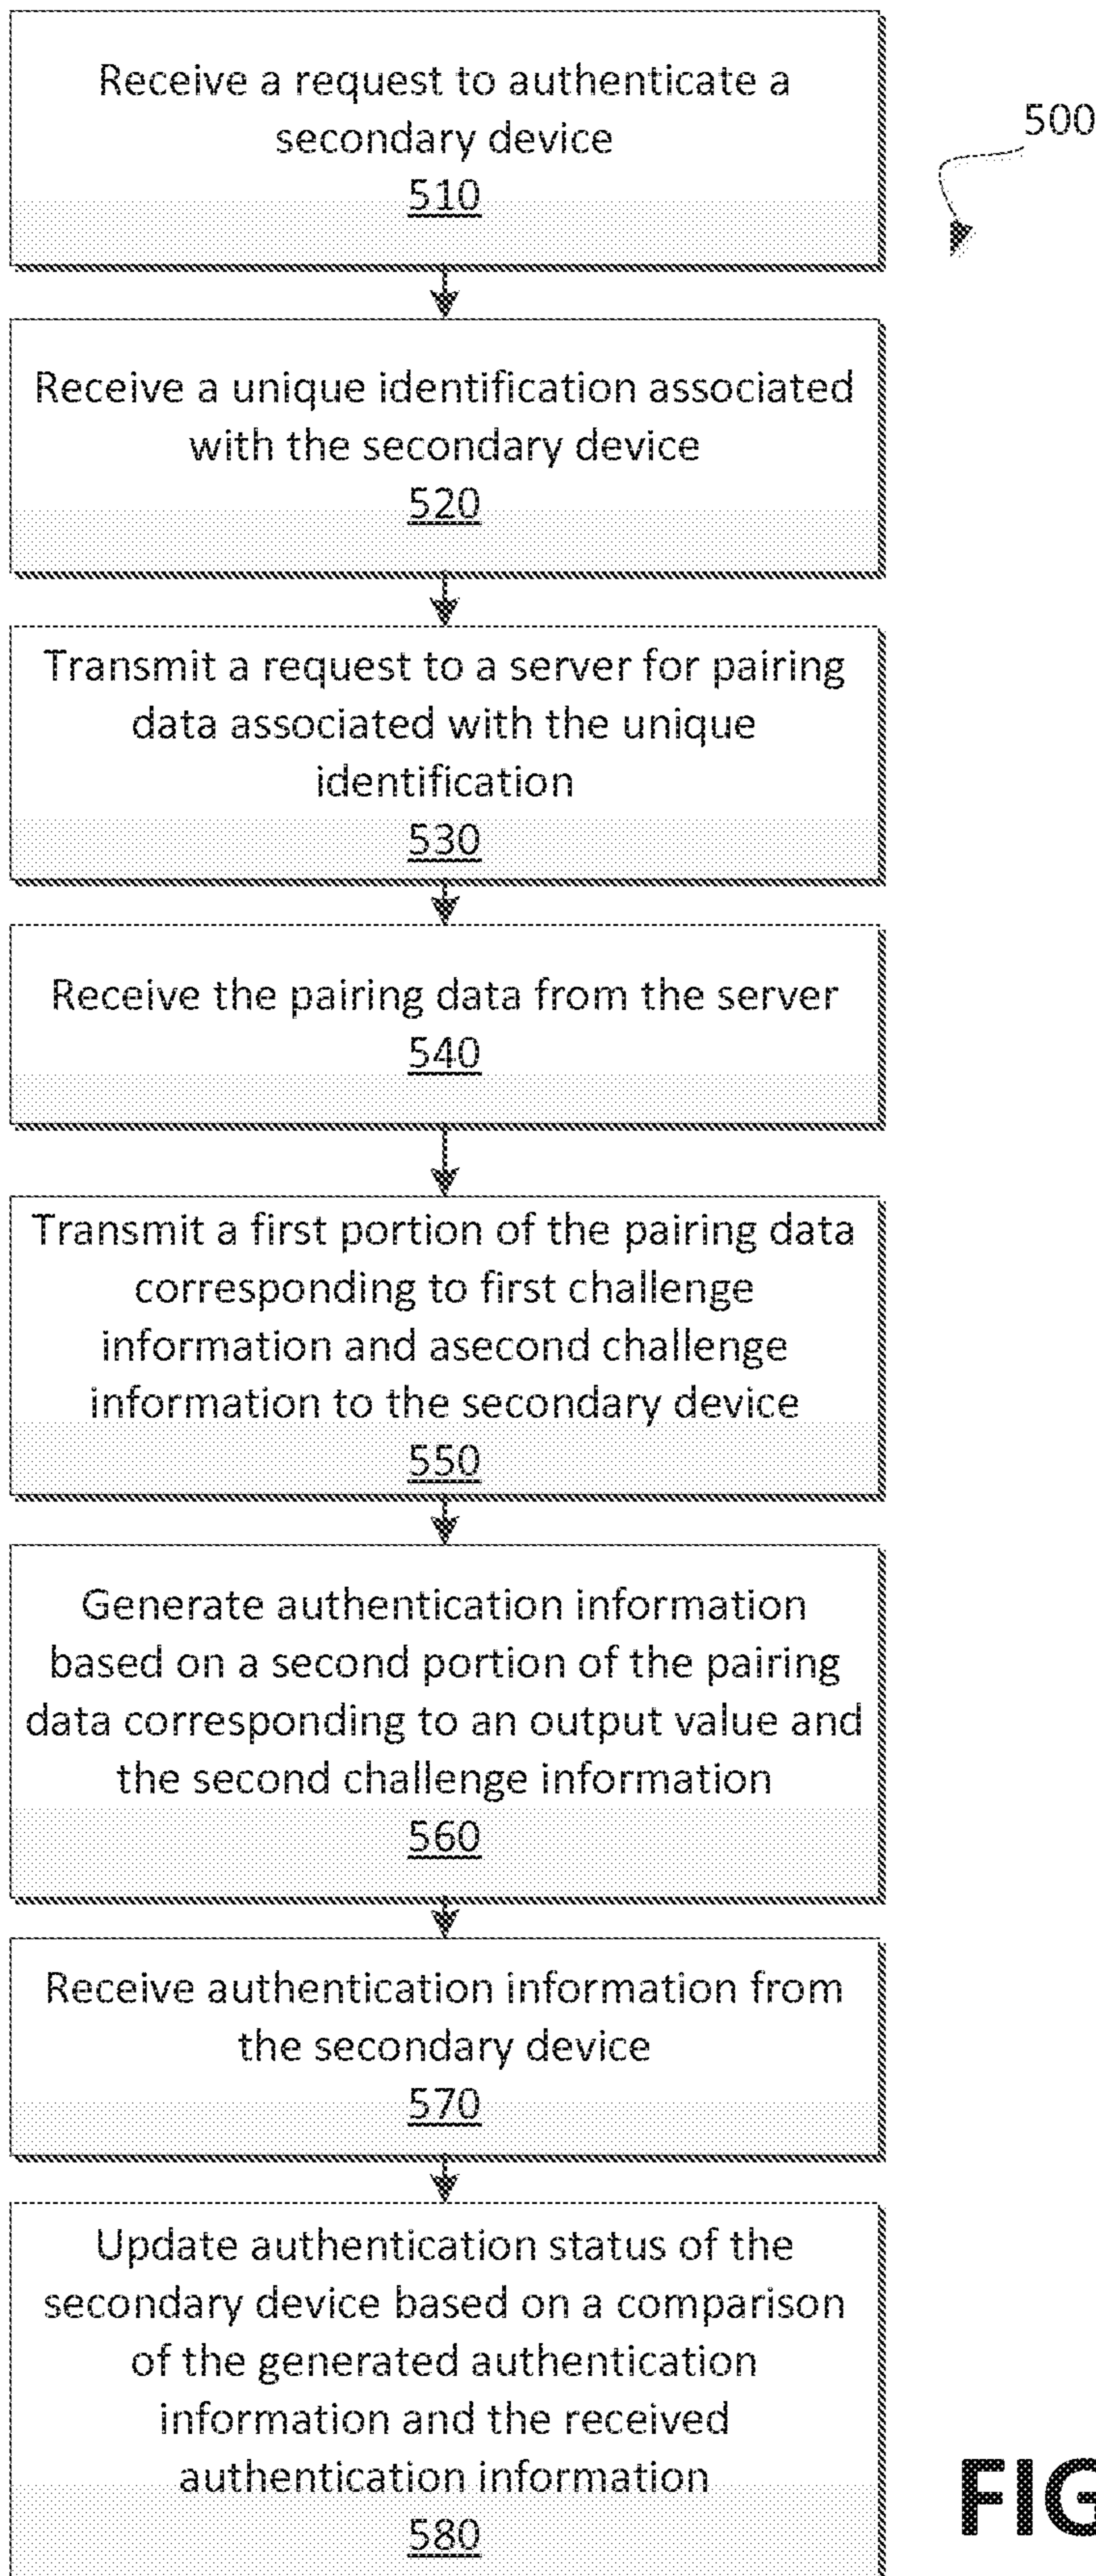 Receive a request to authenticate a
secondary device
510
500
Receive a unique identification associated
with the secondary device
520
Transmit a request to a server for pairing
data associated with the unique
identification
530
Receive the pairing data from the server
540
Transmit a first portion of the pairing data
corresponding to first challenge
information and asecond challenge
information to the secondary device
550
Generate authentication information
based on a second portion of the pairing
data corresponding to an output value and
the second challenge information
560
Receive authentication information from
the secondary device
570
Update authentication status of the
secondary device based on a comparison
of the generated authentication
information and the received
authentication information
580
FIG